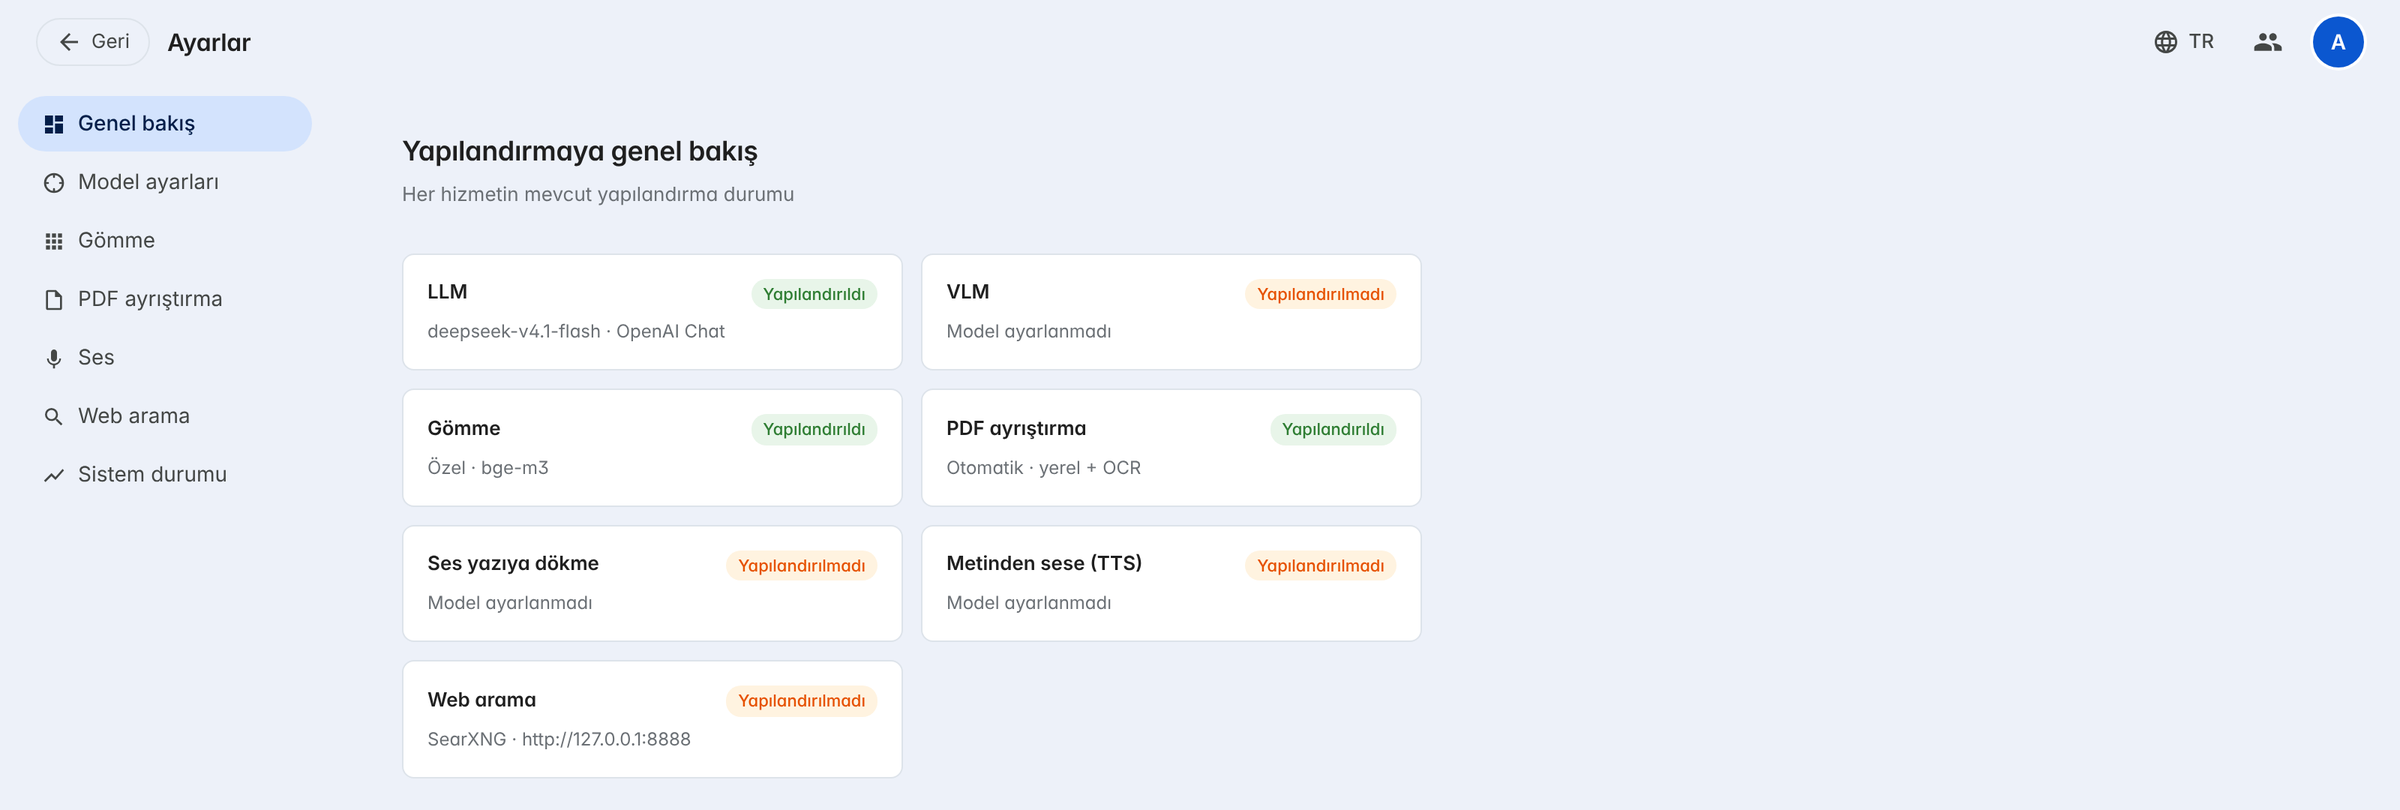 Geri
Ayarlar
TR
A
Genel bakış
Model ayarları
Gömme
PDF ayrıştırma
Ses
Web arama
Sistem durumu
Yapılandırmaya genel bakış
Her hizmetin mevcut yapılandırma durumu
LLM
Yapılandırıldı
deepseek-v4.1-flash · OpenAI Chat
VLM
Yapılandırılmadı
Model ayarlanmadı
Gömme
Yapılandırıldı
Özel · bge-m3
PDF ayrıştırma
Yapılandırıldı
Otomatik · yerel + OCR
Ses yazıya dökme
Yapılandırılmadı
Model ayarlanmadı
Metinden sese (TTS)
Yapılandırılmadı
Model ayarlanmadı
Web arama
Yapılandırılmadı
SearXNG · http://127.0.0.1:8888